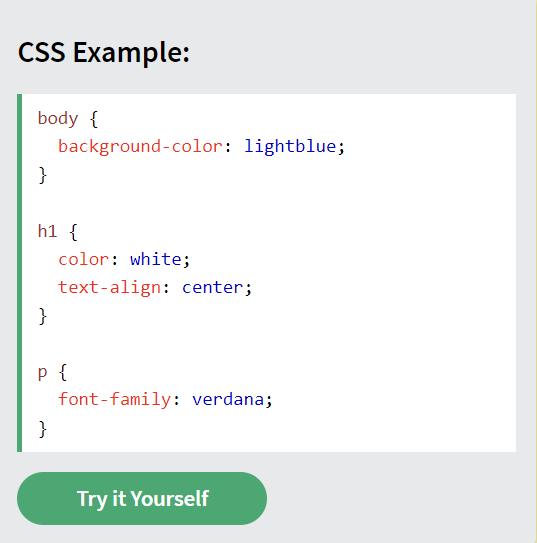 CSS Example:
body {
  background-color: lightblue;
}
h1 {
  color: white;
  text-align: center;
}
p {
  font-family: verdana;
}
Try it Yourself